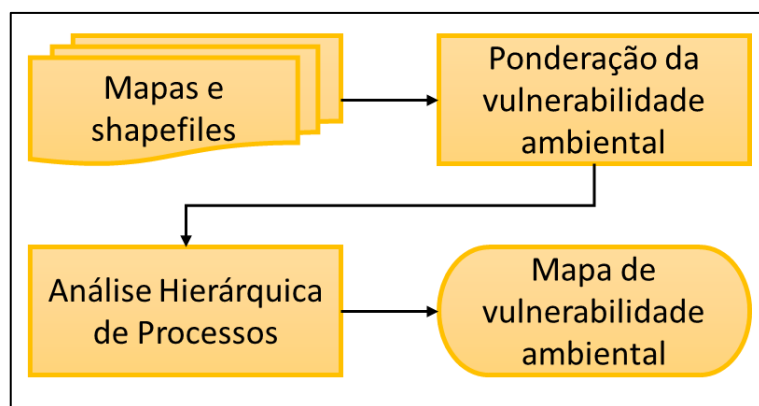 Mapas e
shapefiles
Ponderação da
vulnerabilidade
ambiental
Análise Hierárquica
de Processos
Mapa de
vulnerabilidade
ambiental